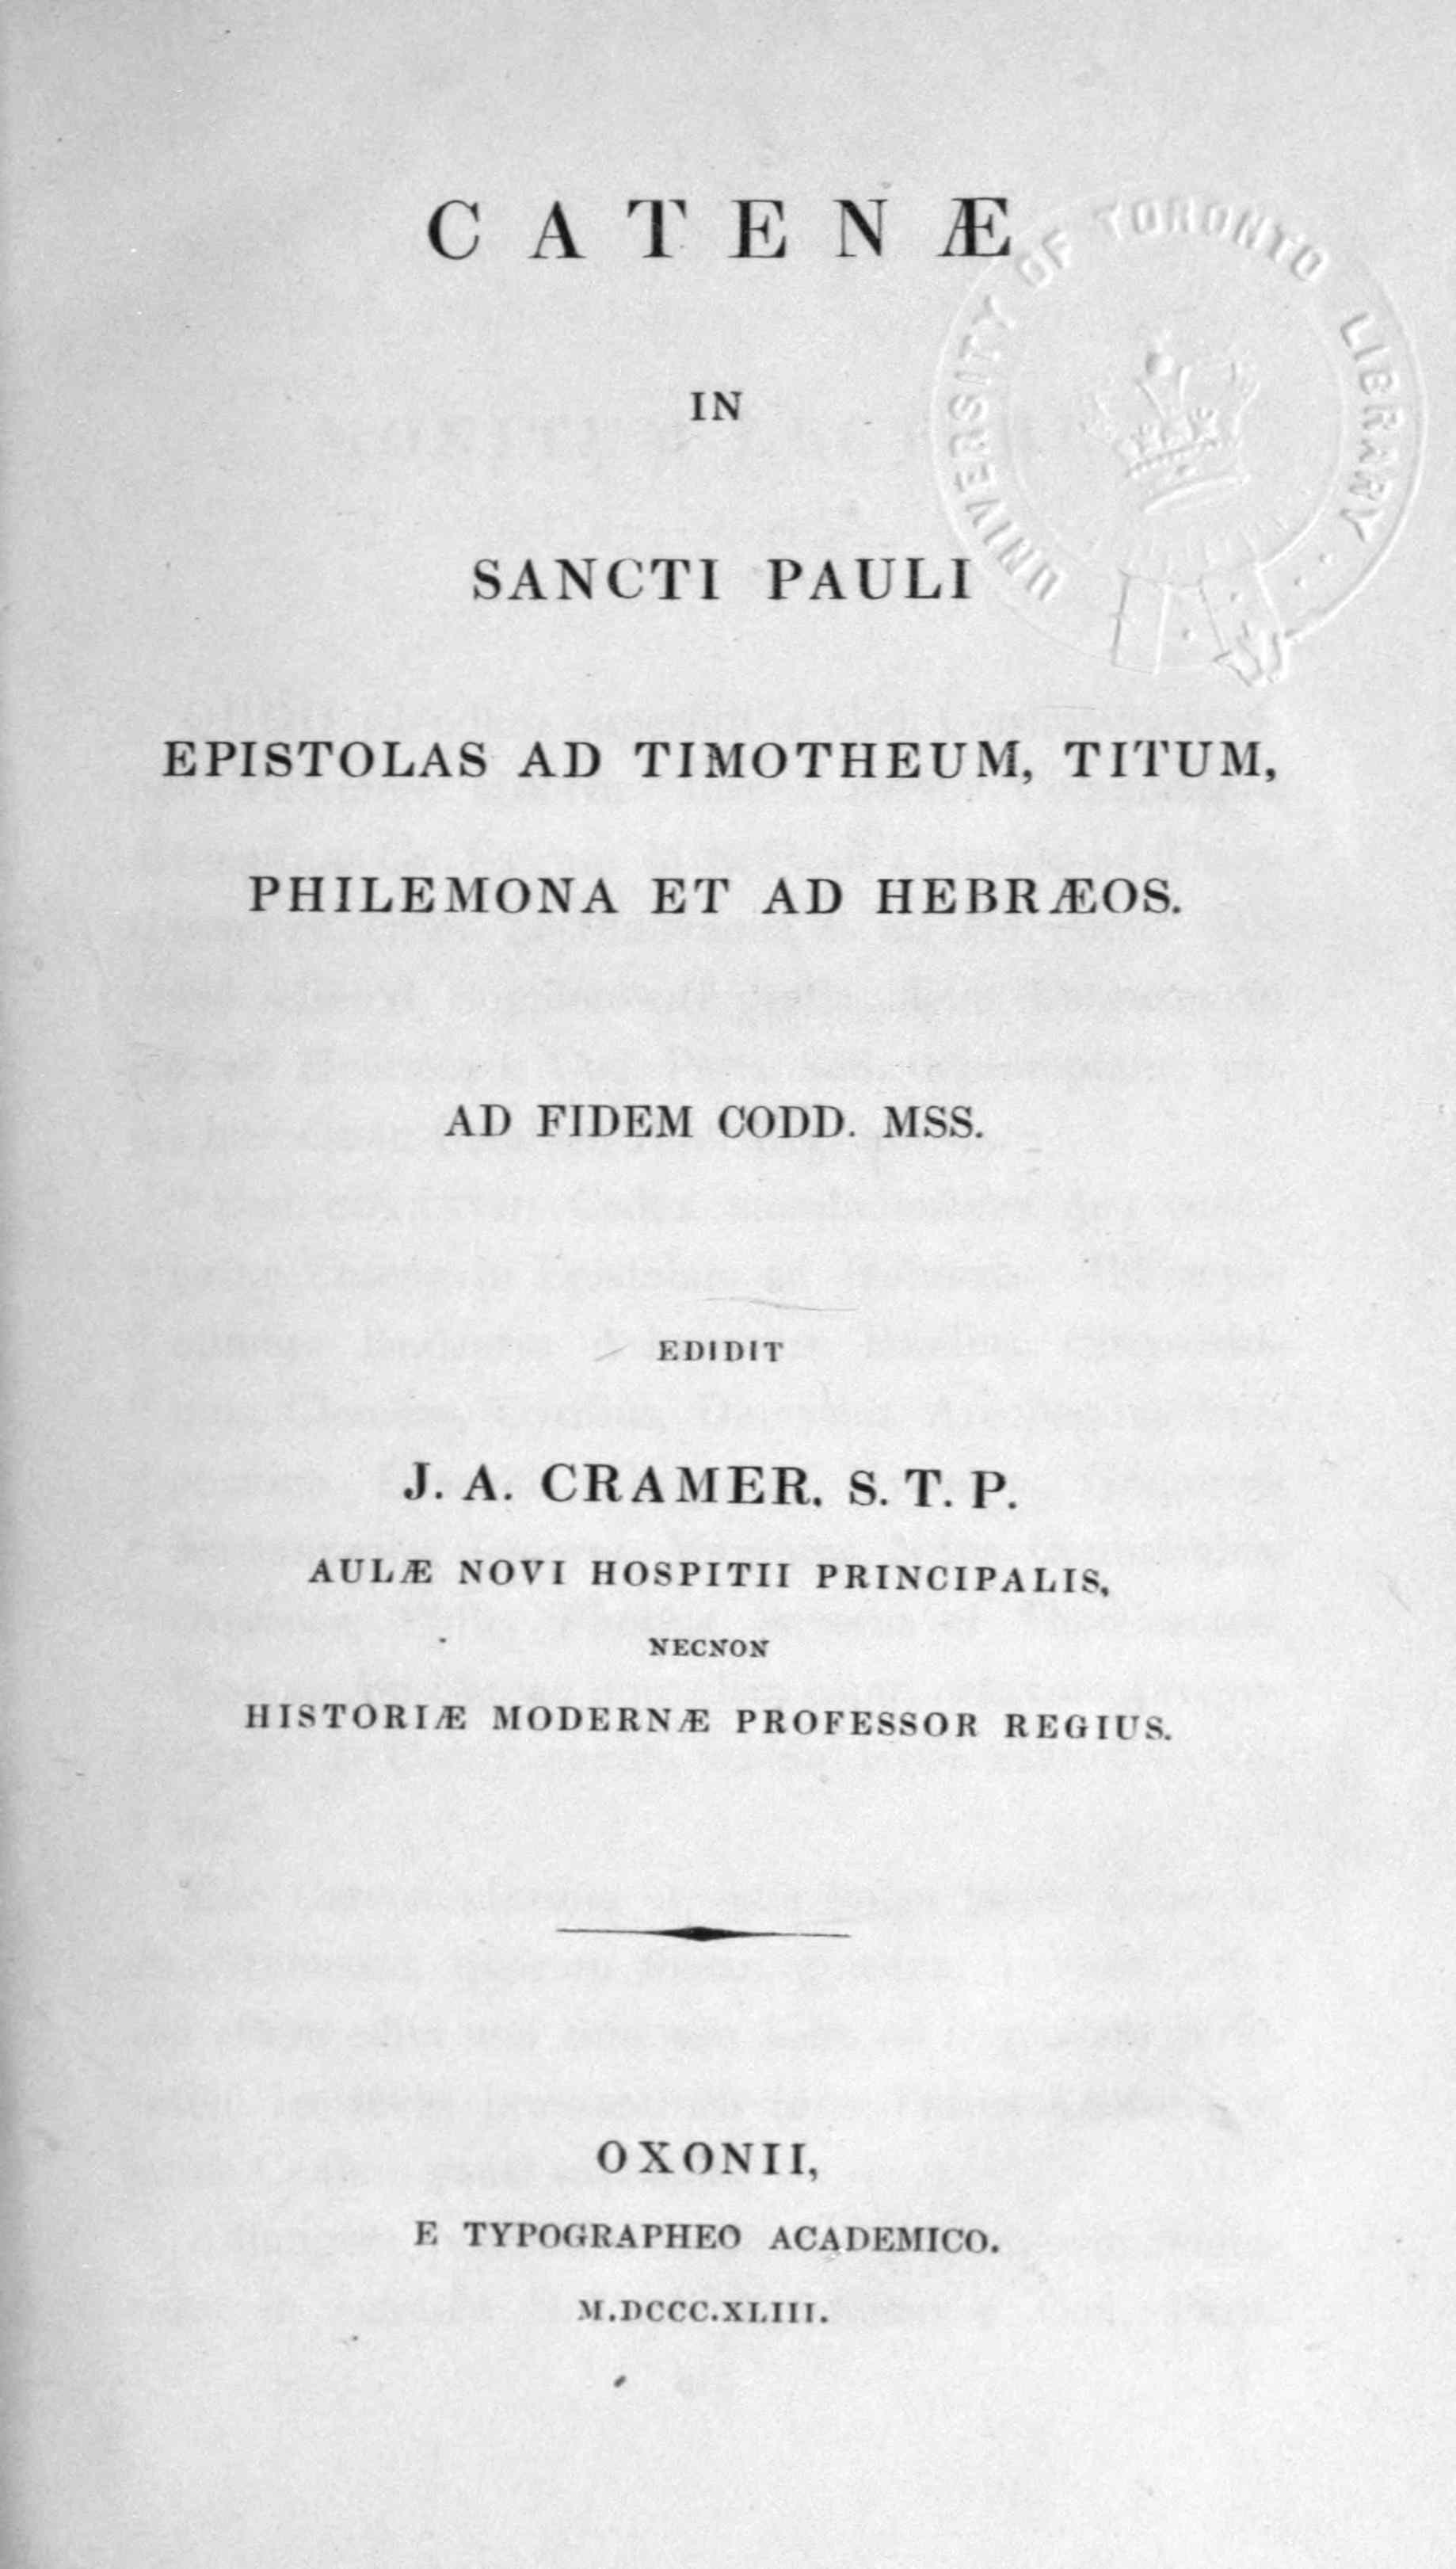 CATENÆ
IN
SANCTI PAULI
EPISTOLAS AD TIMOTHEUM, TITUM,
PHILEMONA ET AD HEBRÆOS.
AD FIDEM CODD. MSS.
EDIDIT
J. A. CRAMER, S. T. P.
AULÆ NOVI HOSPITII PRINCIPALIS,
NECNON
HISTORIÆ MODERNÆ PROFESSOR REGIUS.
OXONII,
E TYPOGRAPHEO ACADEMICO.
M.DCCC.XLIII.
UNIVERSITY OF TORONTO LIBRARY